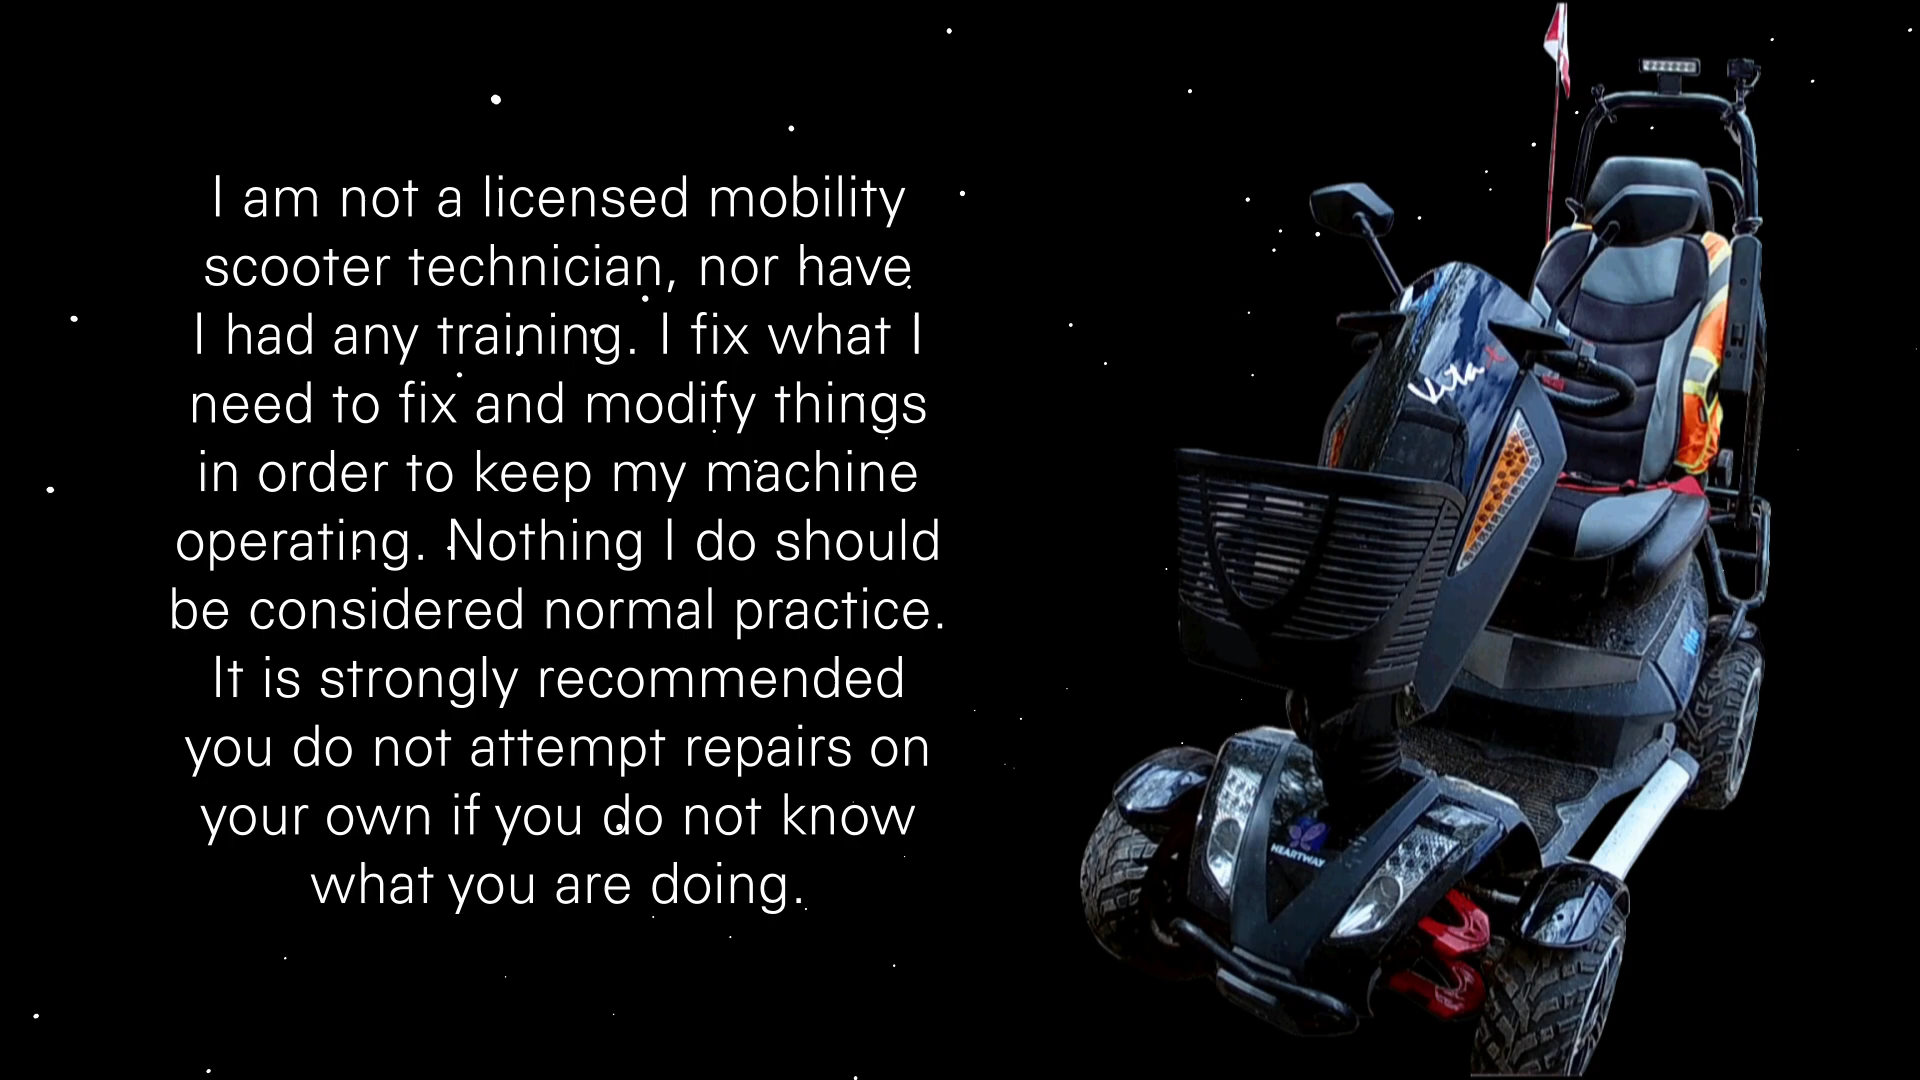 I am not a licensed mobility
scooter technician, nor have
I had any training. I fix what I
need to fix and modify things
in order to keep my machine
operating. Nothing I do should
be considered normal practice.
It is strongly recommended
you do not attempt repairs on
your own if you do not know
what you are doing.
Vita X
HEARTWAY